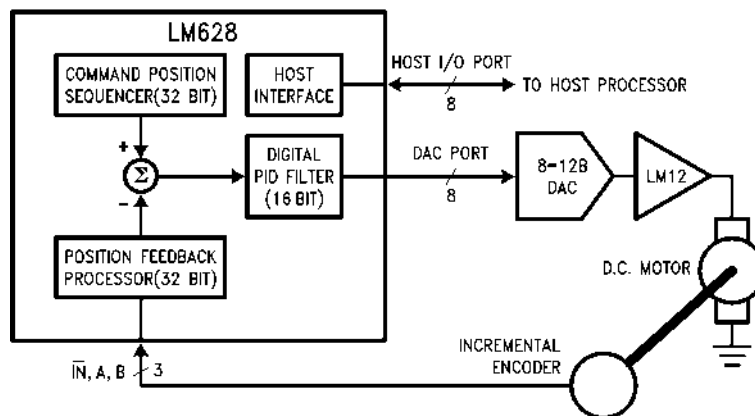 LM628
COMMAND POSITION
SEQUENCER(32 BIT)
HOST
INTERFACE
HOST I/O PORT
8
TO HOST PROCESSOR
+
Σ
-
DIGITAL
PID FILTER
(16 BIT)
DAC PORT
8
8-12B
DAC
LM12
POSITION FEEDBACK
PROCESSOR(32 BIT)
D.C. MOTOR
I̅N̅, A, B
3
INCREMENTAL
ENCODER